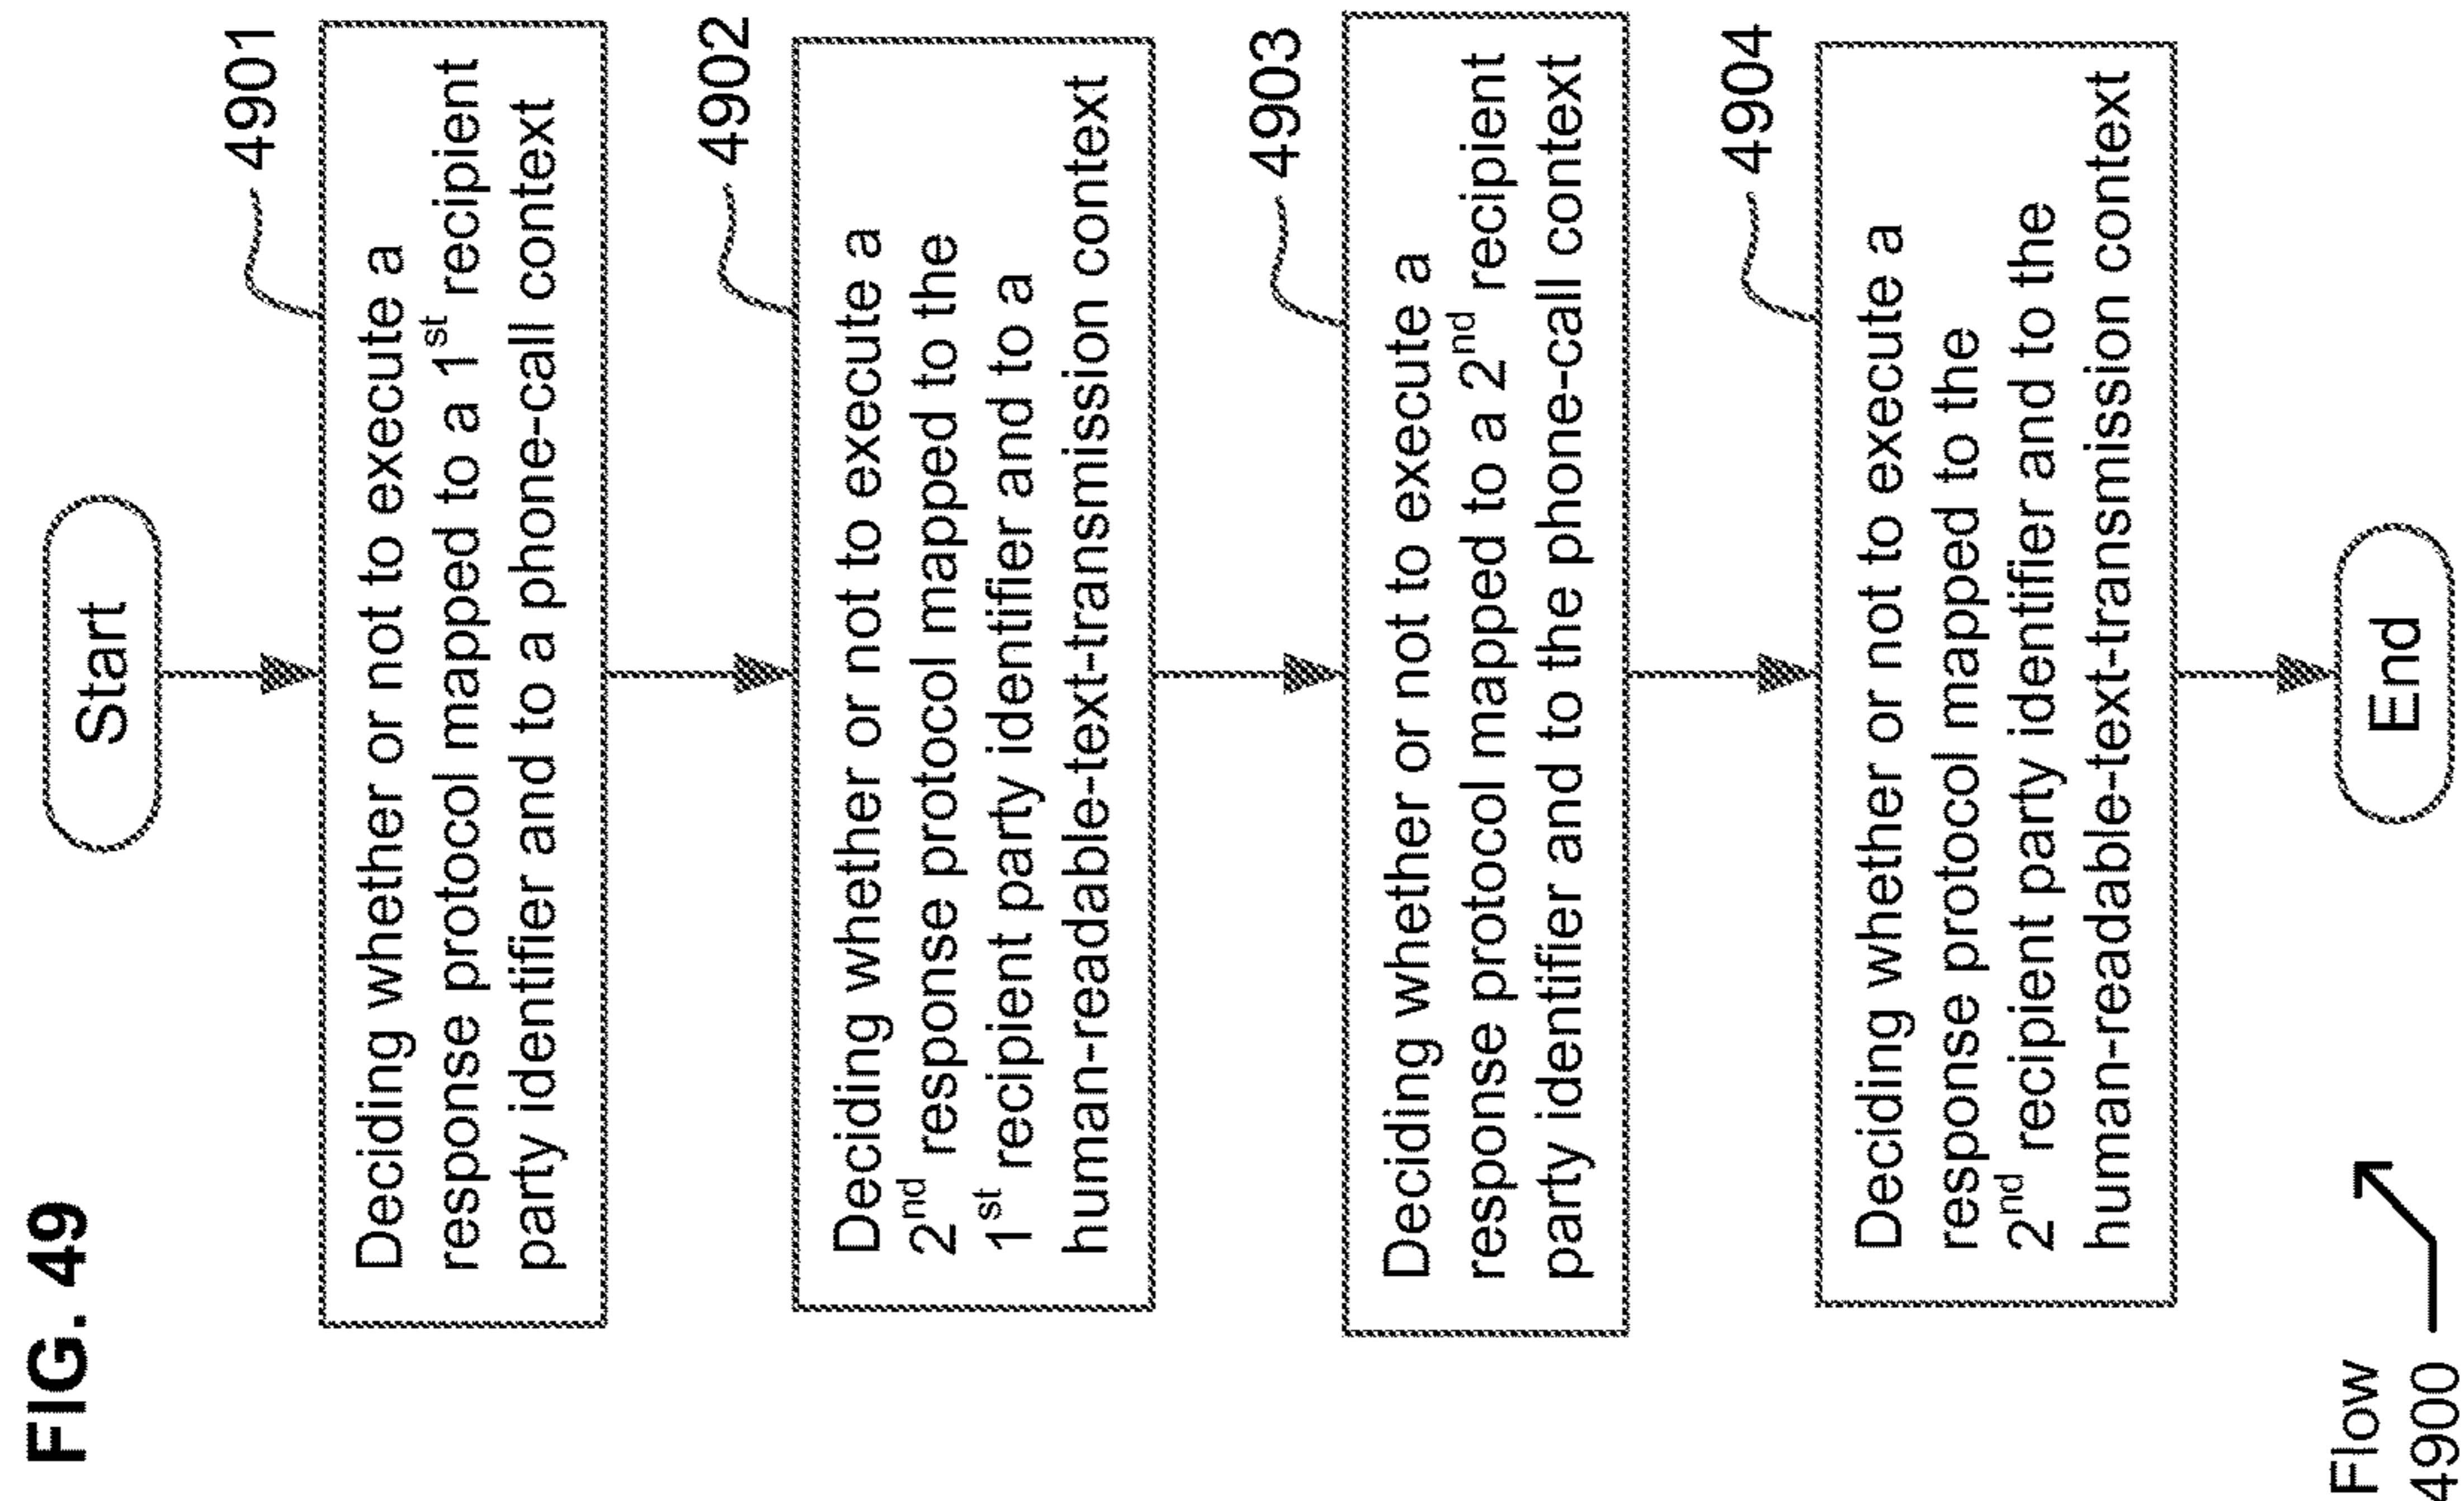 FIG. 49
Start
4901
Deciding whether or not to execute a
response protocol mapped to a 1st recipient
party identifier and to a phone-call context
4902
Deciding whether or not to execute a
2nd response protocol mapped to the
1st recipient party identifier and to a
human-readable-text-transmission context
4903
Deciding whether or not to execute a
response protocol mapped to a 2nd recipient
party identifier and to the phone-call context
4904
Deciding whether or not to execute a
response protocol mapped to the
2nd recipient party identifier and to the
human-readable-text-transmission context
End
Flow
4900